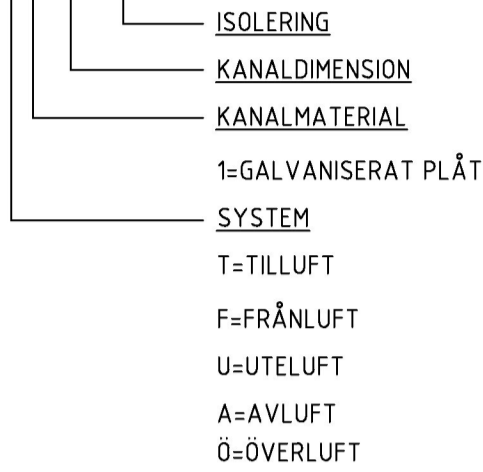 ISOLERING
KANALDIMENSION
KANALMATERIAL
1=GALVANISERAT PLÅT
SYSTEM
T=TILLUFT
F=FRÅNLUFT
U=UTELUFT
A=AVLUFT
Ö=ÖVERLUFT